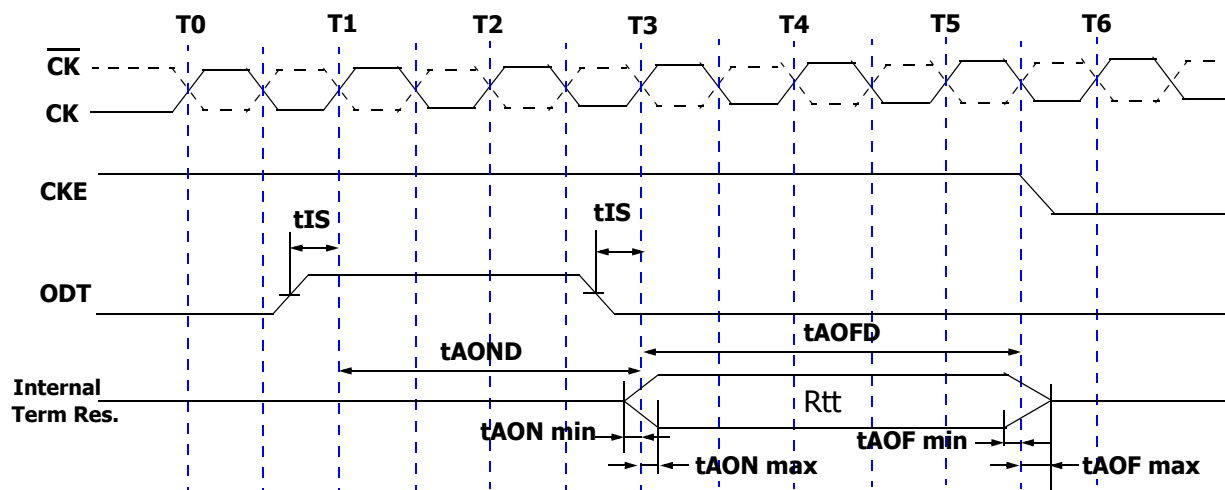 T0 T1 T2 T3 T4 T5 T6
CK
CK
CKE
tIS tIS
ODT
tAOND tAOFD
Internal
Term Res.
Rtt
tAON min tAOF min
tAON max tAOF max